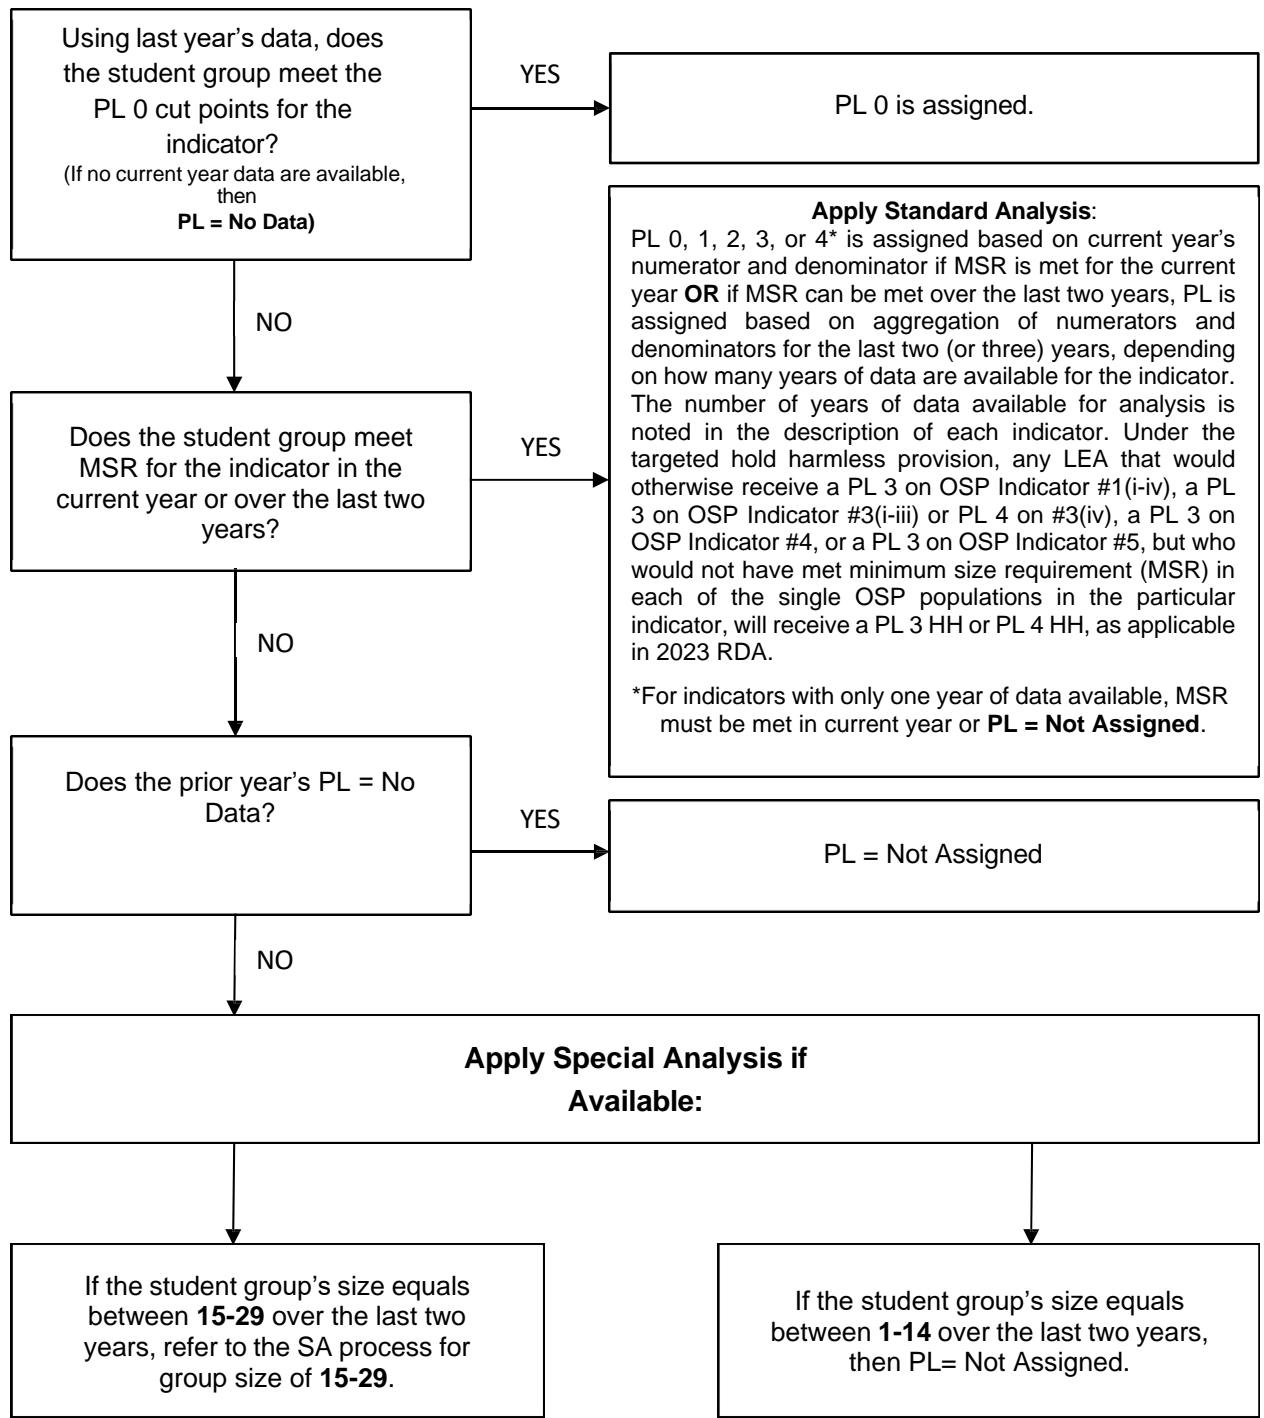 Using last year's data, does
the student group meet the
PL 0 cut points for the
indicator?
(If no current year data are available,
then
PL = No Data)
YES
PL 0 is assigned.
NO
Apply Standard Analysis:
PL 0, 1, 2, 3, or 4* is assigned based on current year's
numerator and denominator if MSR is met for the current
year OR if MSR can be met over the last two years, PL is
assigned based on aggregation of numerators and
denominators for the last two (or three) years, depending
on how many years of data are available for the indicator.
The number of years of data available for analysis is
noted in the description of each indicator. Under the
targeted hold harmless provision, any LEA that would
otherwise receive a PL 3 on OSP Indicator #1(i-iv), a PL
3 on OSP Indicator #3(i-iii) or PL 4 on #3(iv), a PL 3 on
OSP Indicator #4, or a PL 3 on OSP Indicator #5, but who
would not have met minimum size requirement (MSR) in
each of the single OSP populations in the particular
indicator, will receive a PL 3 HH or PL 4 HH, as applicable
in 2023 RDA.
*For indicators with only one year of data available, MSR
must be met in current year or PL = Not Assigned.
Does the student group meet
MSR for the indicator in the
current year or over the last two
years?
YES
NO
Does the prior year's PL = No
Data?
YES
PL = Not Assigned
NO
Apply Special Analysis if
Available:
If the student group's size equals
between 15-29 over the last two
years, refer to the SA process for
group size of 15-29.
If the student group's size equals
between 1-14 over the last two years,
then PL= Not Assigned.